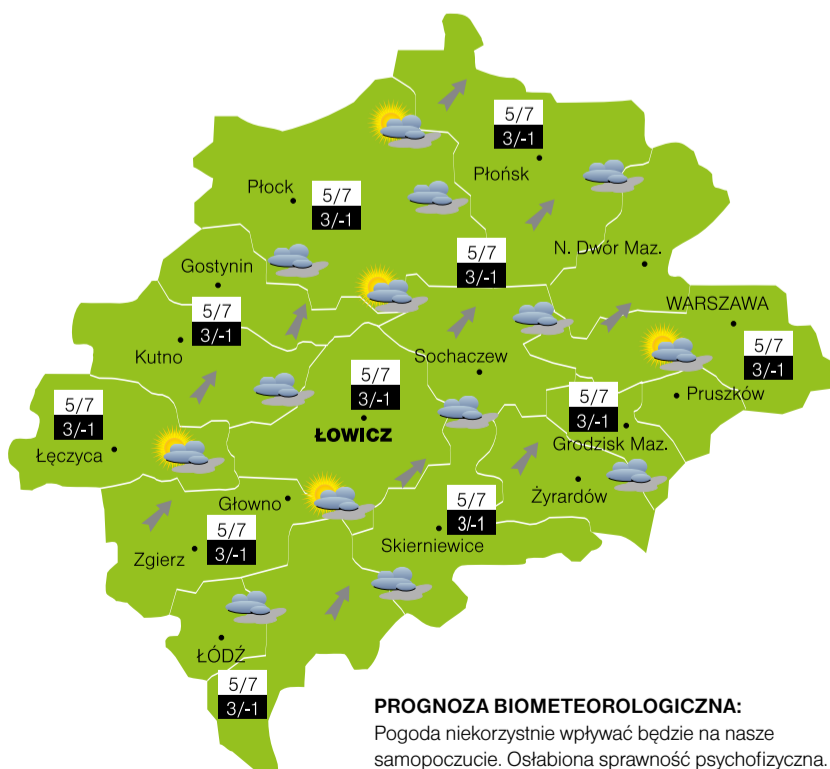 5/7
3/-1
Płońsk
Płock
5/7
3/-1
N. Dwór Maz.
5/7
3/-1
Gostynin
WARSZAWA
5/7
3/-1
Kutno
5/7
3/-1
Sochaczew
5/7
3/-1
ŁOWICZ
Pruszków
5/7
3/-1
Grodzisk Maz.
5/7
3/-1
Łęczyca
Głowno
Żyrardów
5/7
3/-1
Skierniewice
5/7
3/-1
Zgierz
ŁÓDŹ
5/7
3/-1
PROGNOZA BIOMETEOROLOGICZNA:
Pogoda niekorzystnie wpływać będzie na nasze
samopoczucie. Osłabiona sprawność psychofizyczna.